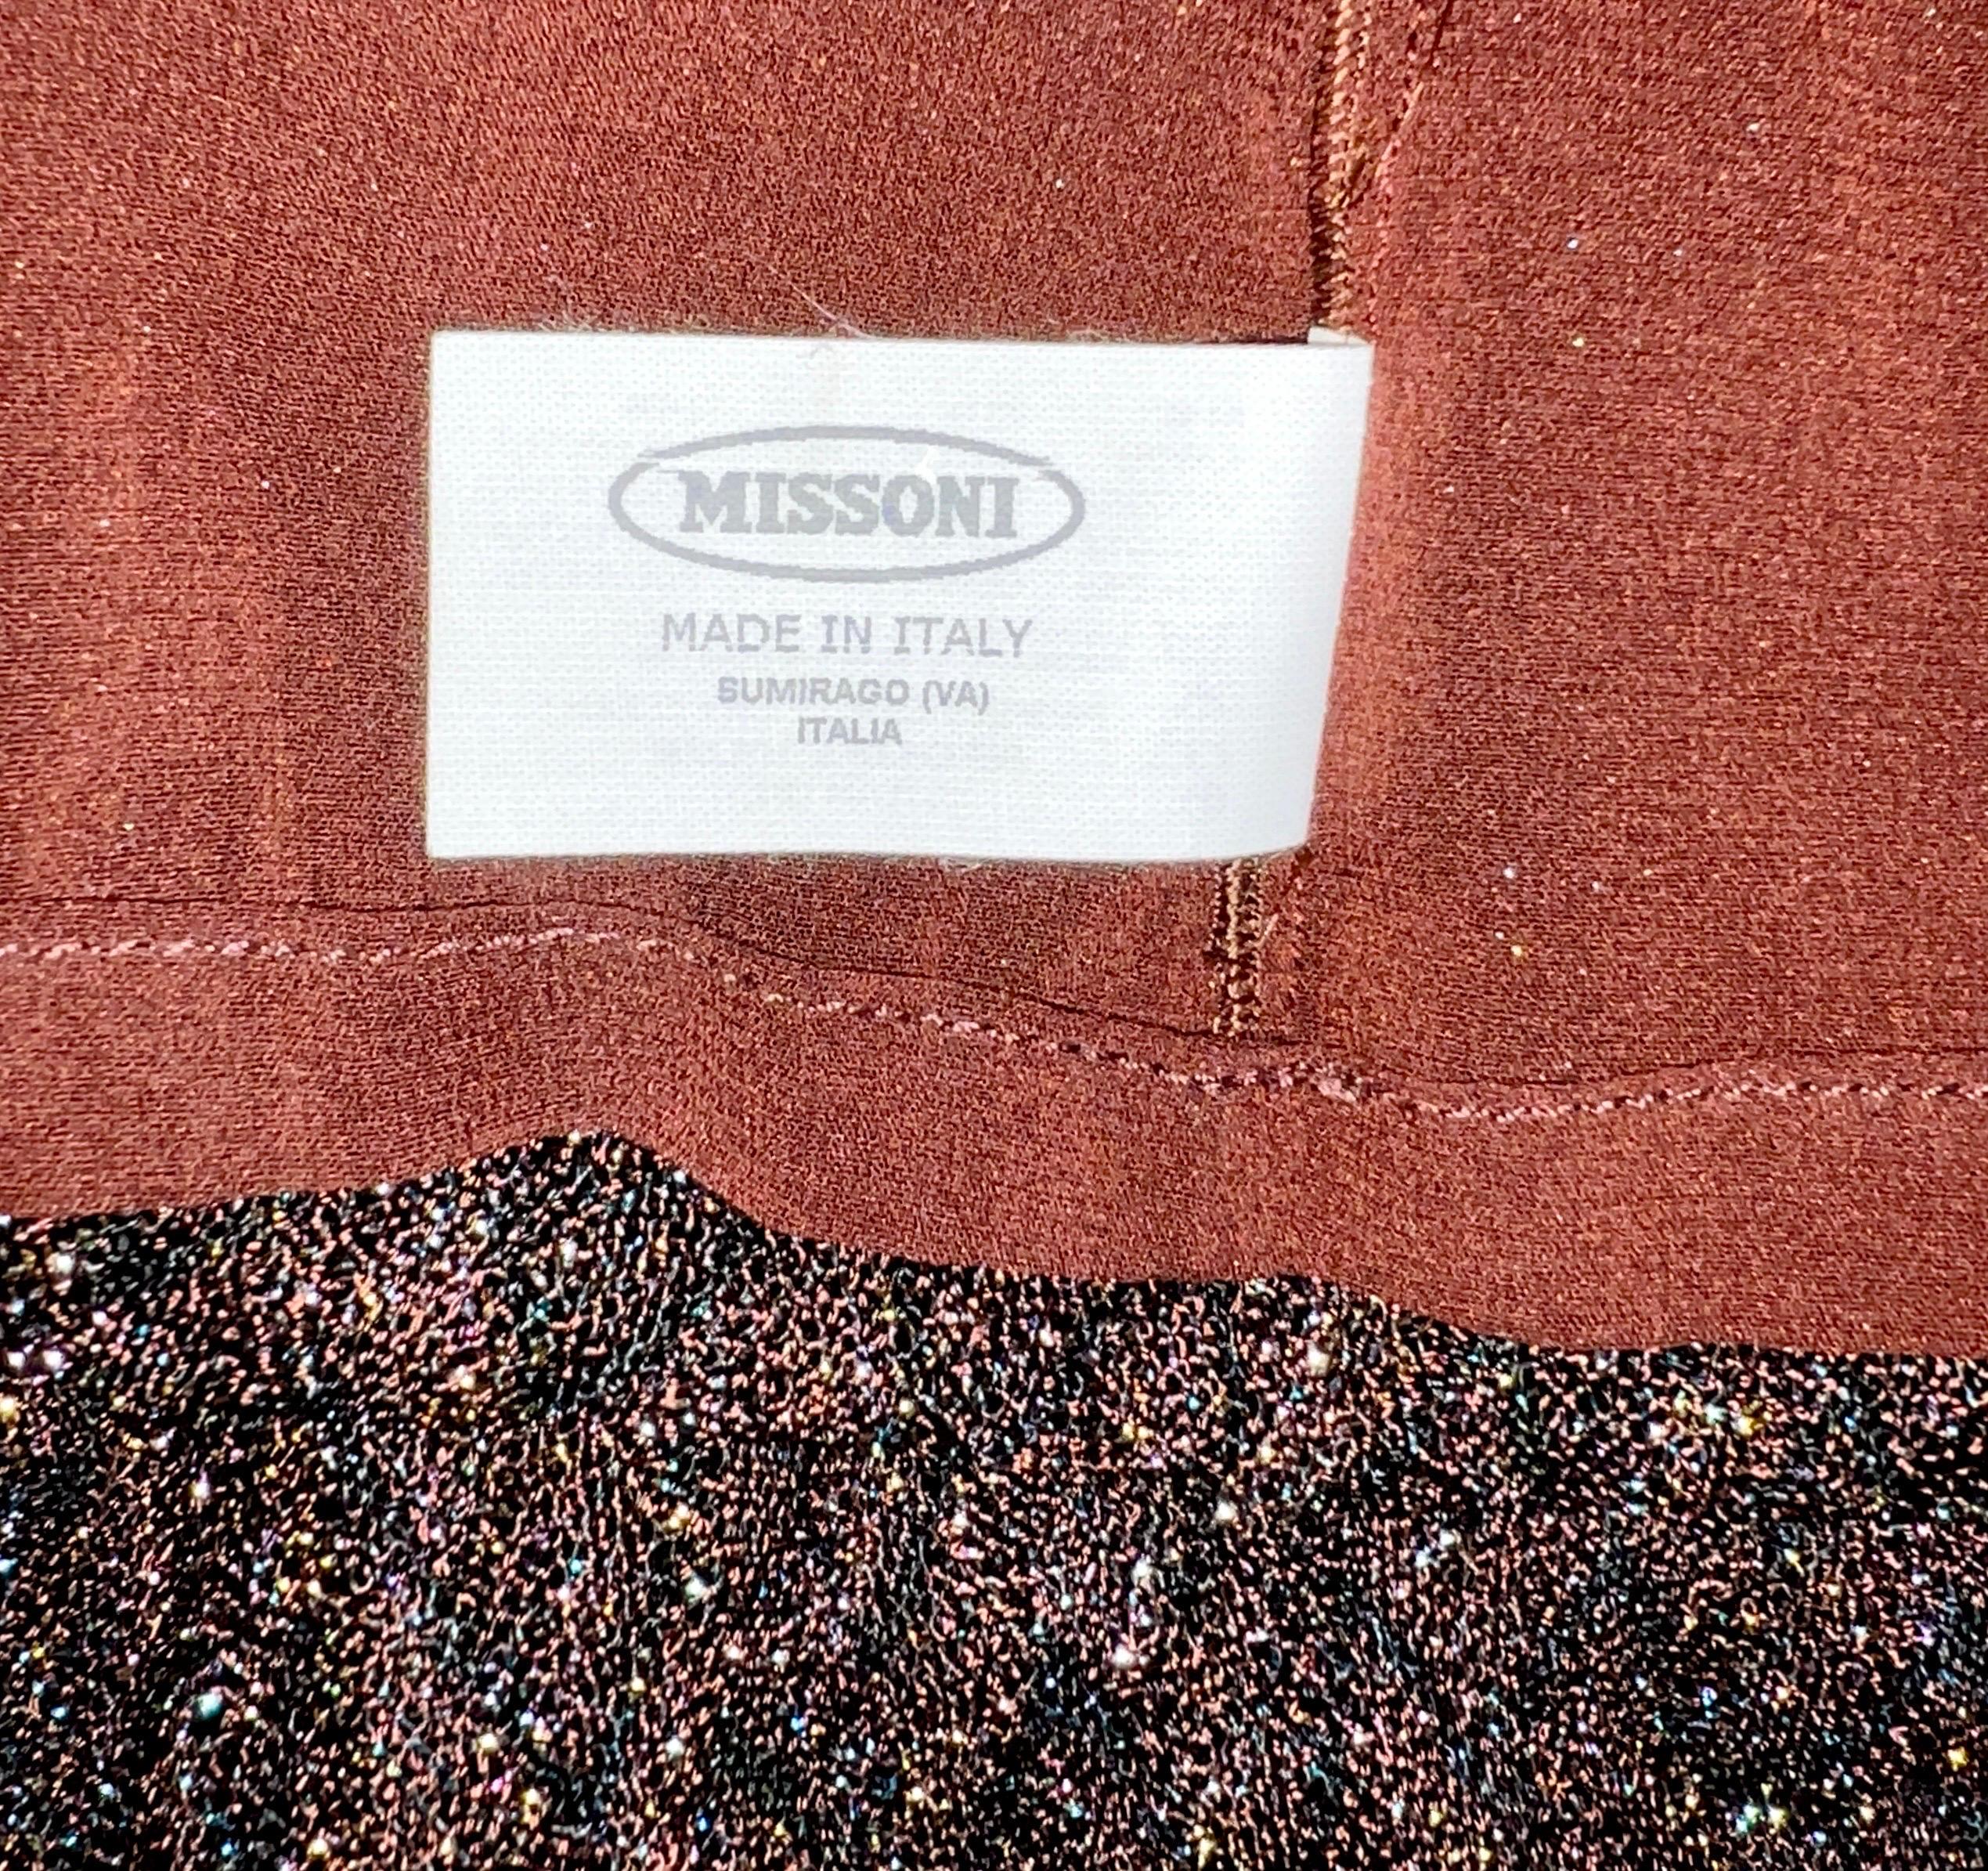 MISSONI
MADE IN ITALY
SUMIRAGO (VA)
ITALIA